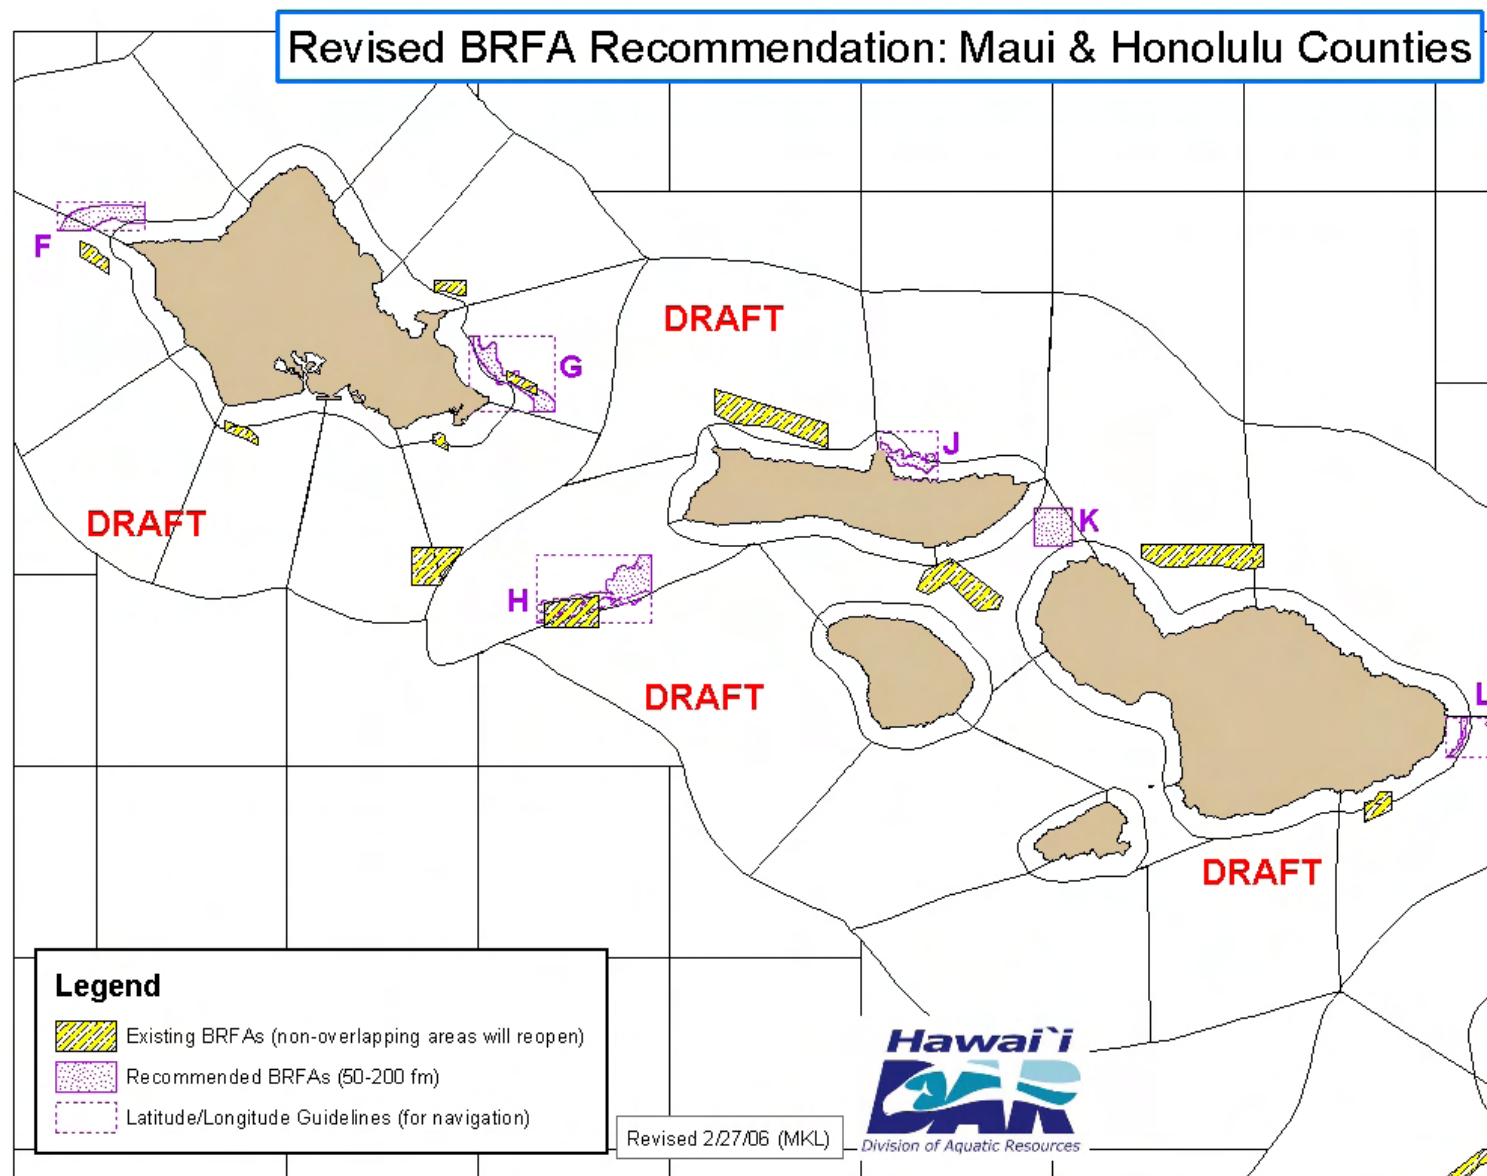 Revised BRFA Recommendation: Maui & Honolulu Counties
F
G
DRAFT
J
DRAFT
K
H
DRAFT
L
DRAFT
Legend
Existing BRFAs (non-overlapping areas will reopen)
Recommended BRFAs (50-200 fm)
Latitude/Longitude Guidelines (for navigation)
Revised 2/27/06 (MKL)
Hawai`i
DAR
Division of Aquatic Resources